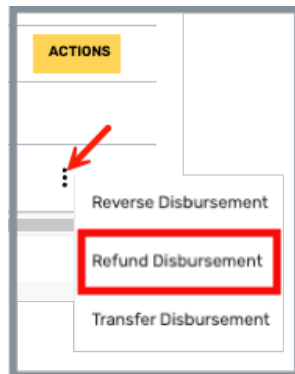 ACTIONS
Reverse Disbursement
Refund Disbursement
Transfer Disbursement